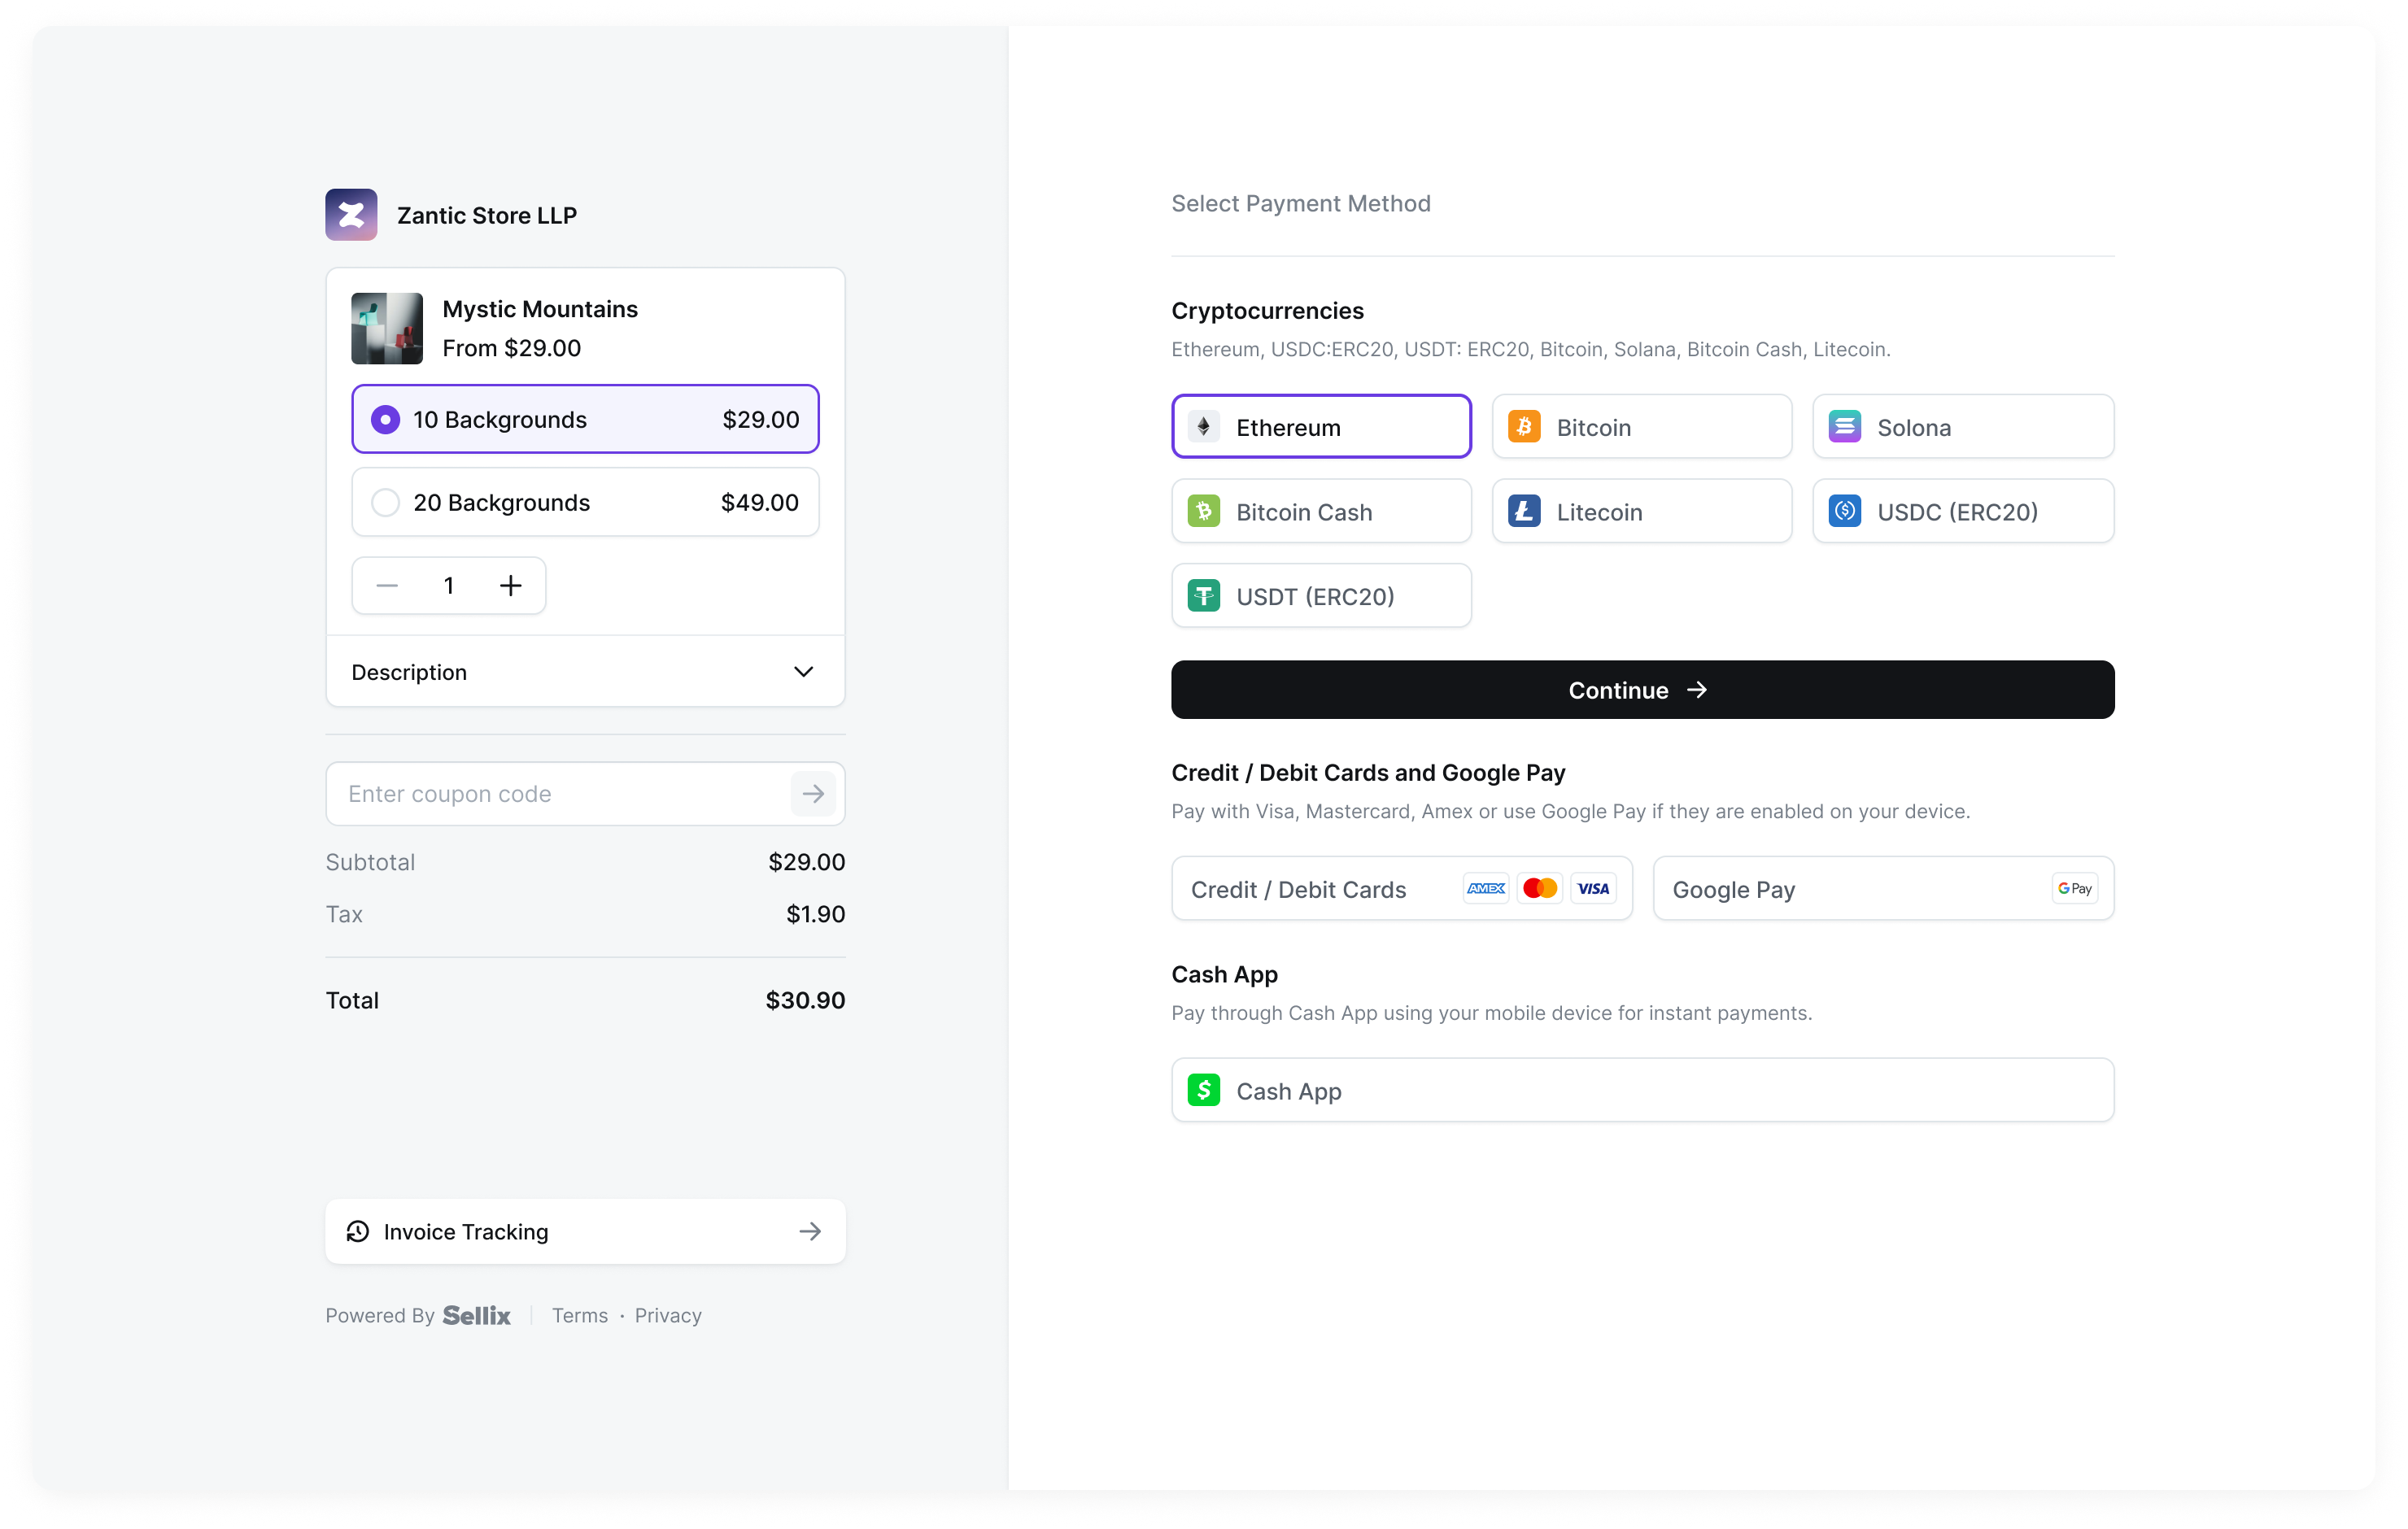 Zantic Store LLP
Mystic Mountains
From $29.00
10 Backgrounds $29.00
20 Backgrounds $49.00
1
Description
Enter coupon code
Subtotal $29.00
Tax $1.90
Total $30.90
Invoice Tracking
Powered By Sellix Terms · Privacy
Select Payment Method
Cryptocurrencies
Ethereum, USDC:ERC20, USDT: ERC20, Bitcoin, Solana, Bitcoin Cash, Litecoin.
Ethereum Bitcoin Solona
Bitcoin Cash Litecoin USDC (ERC20)
USDT (ERC20)
Continue
Credit / Debit Cards and Google Pay
Pay with Visa, Mastercard, Amex or use Google Pay if they are enabled on your device.
Credit / Debit Cards AMEX VISA Google Pay G Pay
Cash App
Pay through Cash App using your mobile device for instant payments.
Cash App